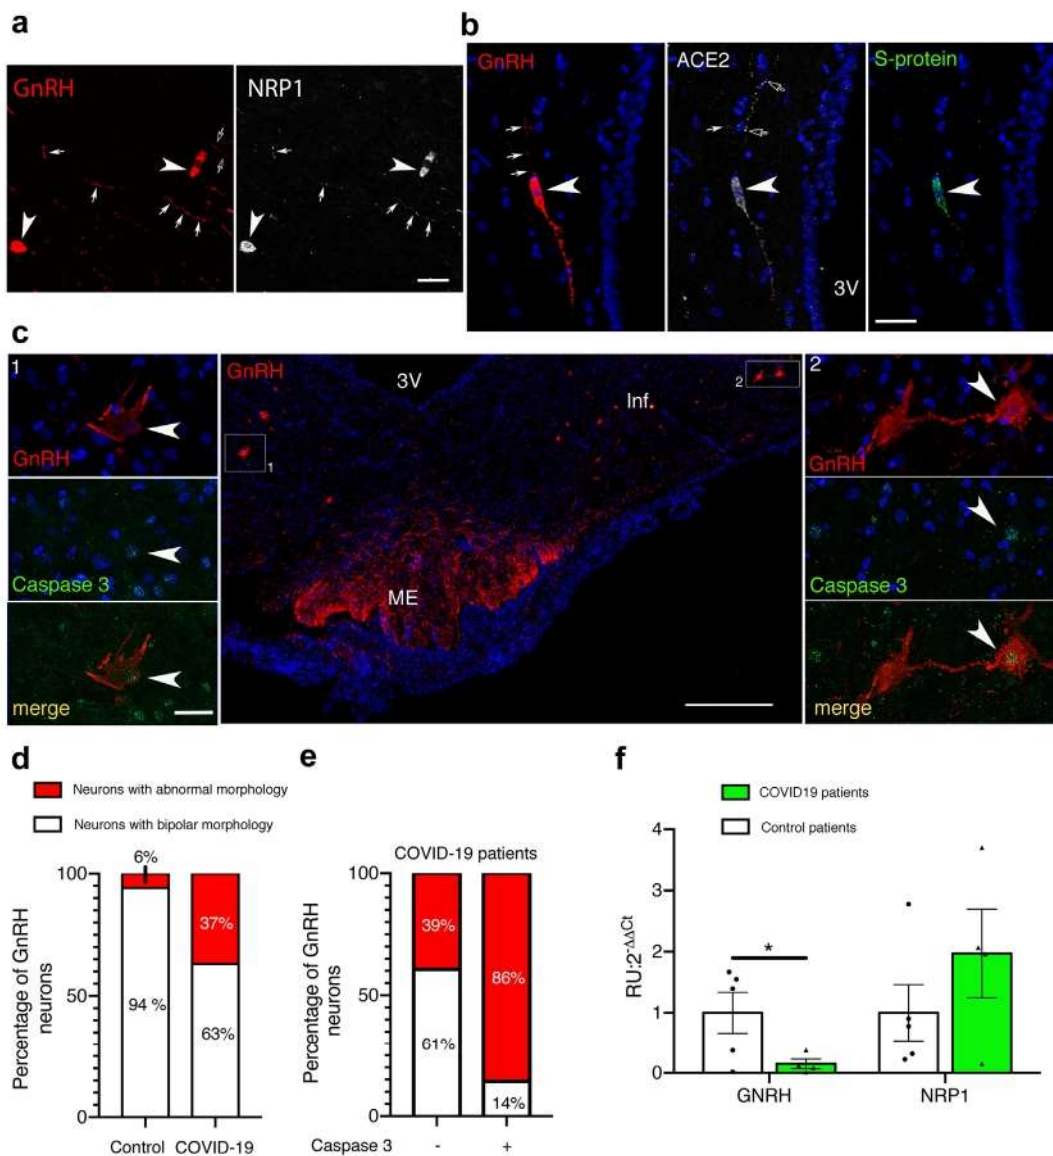 a
GnRH
NRP1
b
GnRH
ACE2
3V
S-protein
c
1
GnRH
Caspase 3
merge
GnRH
3V
Inf
ME
1
2
2
GnRH
Caspase 3
merge
d
Neurons with abnormal morphology
Neurons with bipolar morphology
Percentage of GnRH
neurons
100
50
0
6%
94 %
37%
63%
Control
COVID-19
e
COVID-19 patients
Percentage of GnRH
neurons
100
50
0
39%
61%
86%
14%
Caspase 3
-
+
f
COVID19 patients
Control patients
RU:2-ΔΔCt
4
3
2
1
0
*
GNRH
NRP1